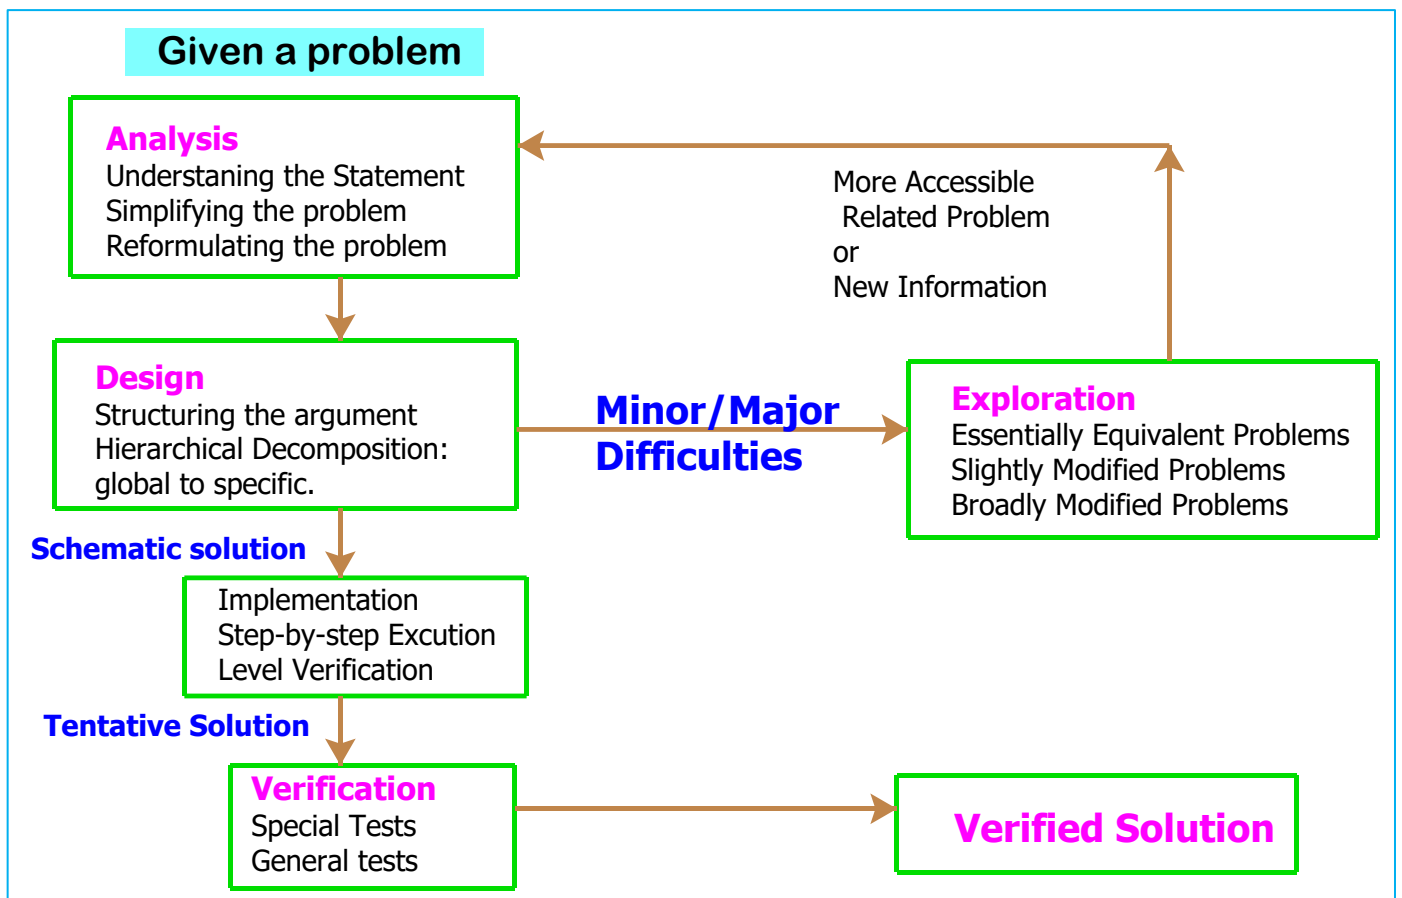 Given a problem
Analysis
Understaning the Statement
Simplifying the problem
Reformulating the problem
More Accessible
Related Problem
or
New Information
Design
Structuring the argument
Hierarchical Decomposition:
global to specific.
Minor/Major
Difficulties
Exploration
Essentially Equivalent Problems
Slightly Modified Problems
Broadly Modified Problems
Schematic solution
Implementation
Step-by-step Excution
Level Verification
Tentative Solution
Verification
Special Tests
General tests
Verified Solution